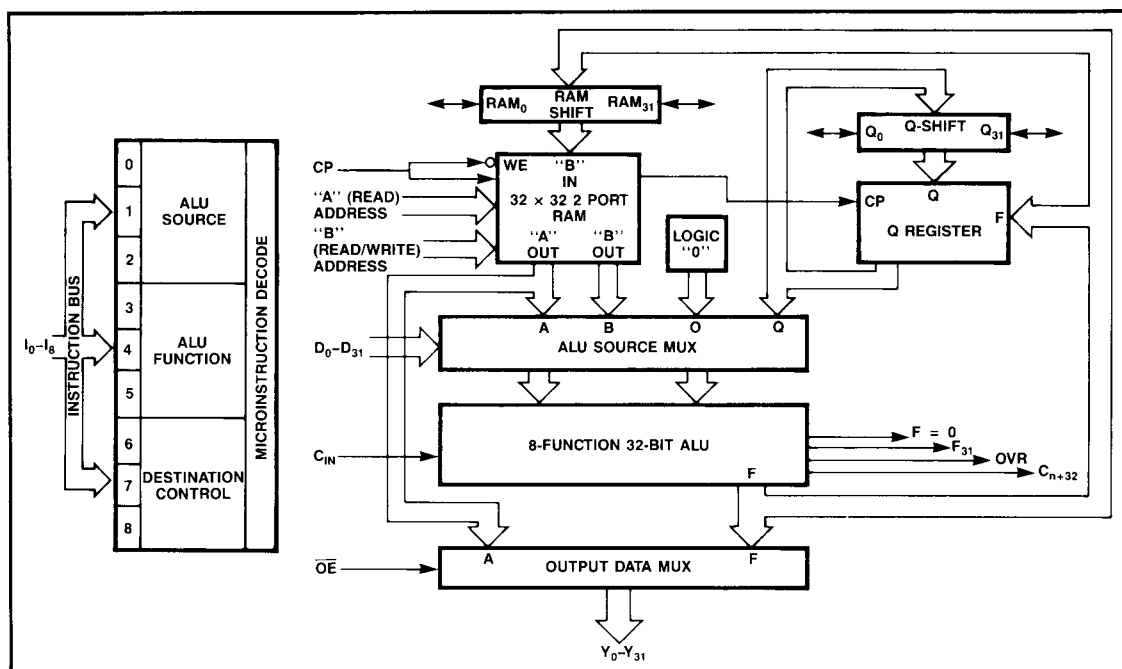 I0–I8
INSTRUCTION BUS
0
1
2
3
4
5
6
7
8
ALU
SOURCE
ALU
FUNCTION
DESTINATION
CONTROL
MICROINSTRUCTION DECODE
RAM0
RAM
SHIFT
RAM31
CP
"A" (READ)
ADDRESS
"B"
(READ/WRITE)
ADDRESS
WE
"B"
IN
32 × 32 2 PORT
RAM
"A"
OUT
"B"
OUT
LOGIC
"0"
Q0
Q-SHIFT
Q31
CP
Q
F
Q REGISTER
D0–D31
A
B
O
Q
ALU SOURCE MUX
CIN
8-FUNCTION 32-BIT ALU
F
F = 0
F31
OVR
Cn+32
OE
A
OUTPUT DATA MUX
F
Y0–Y31